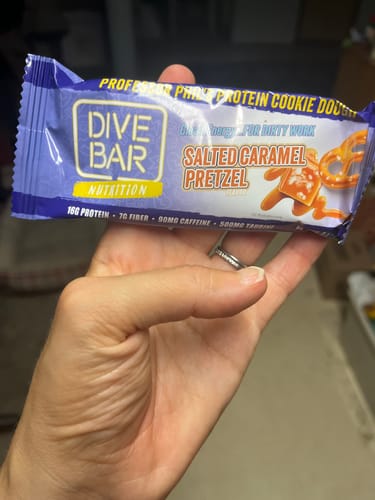 PROFESSOR PHIL'S PROTEIN COOKIE DOUGH
DIVE
BAR
NUTRITION
Energy FOR DIRTY WORK
SALTED CARAMEL
PRETZEL
16G PROTEIN • 7G FIBER • 90MG CAFFEINE • 500MG TAURINE